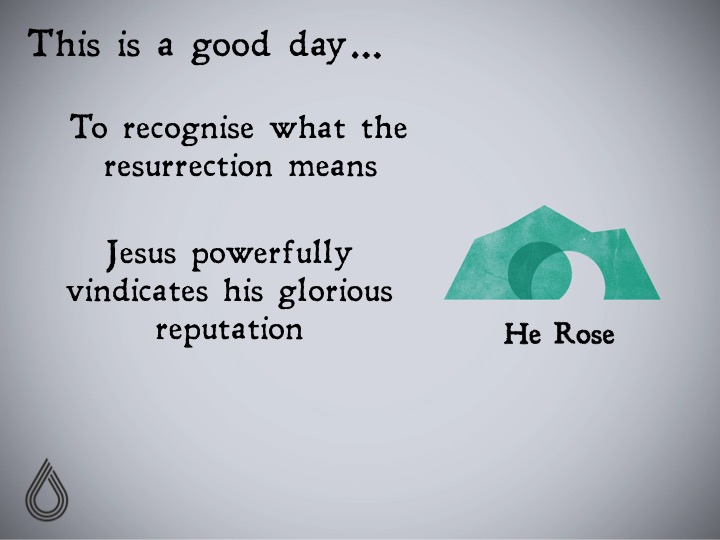 This is a good day...
To recognise what the
resurrection means
Jesus powerfully
vindicates his glorious
reputation
He Rose